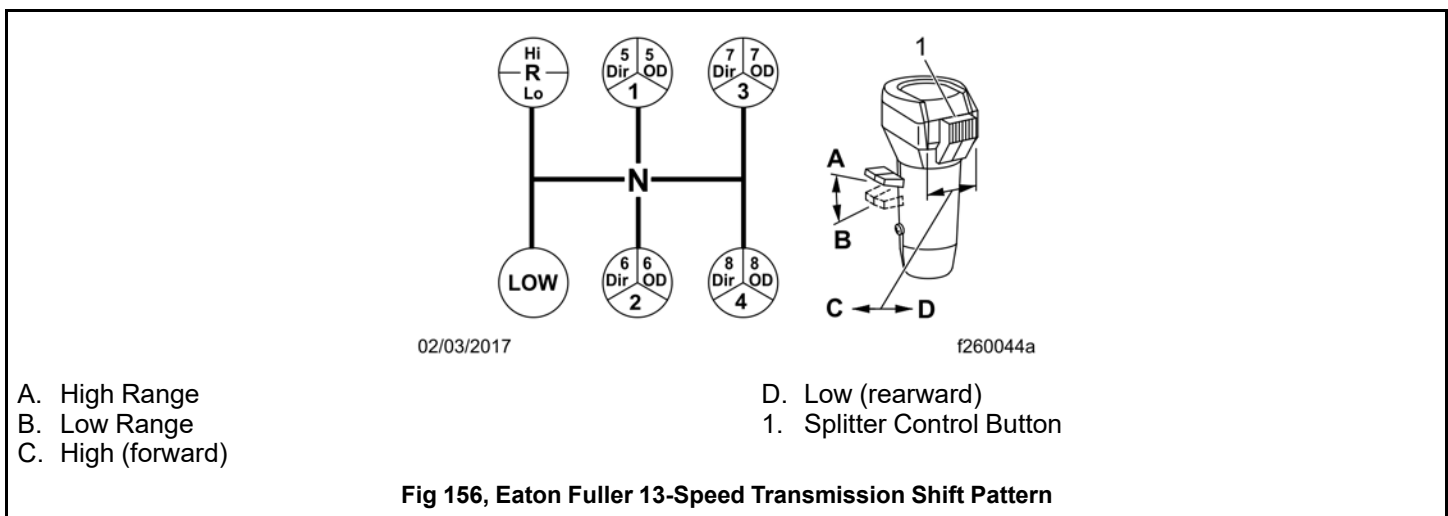 Hi
R
Lo
5 5
Dir OD
1
7 7
Dir OD
3
N
LOW
6 6
Dir OD
2
8 8
Dir OD
4
1
A
B
C D
02/03/2017
f260044a
A. High Range
B. Low Range
C. High (forward)
D. Low (rearward)
1. Splitter Control Button
Fig 156, Eaton Fuller 13-Speed Transmission Shift Pattern